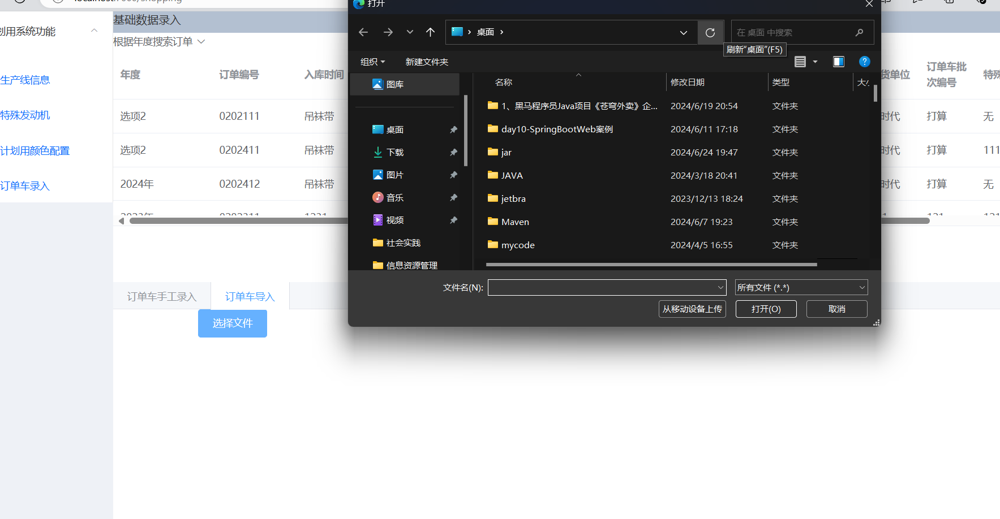 localhost:7000/shopping
打开
划用系统功能
生产线信息
特殊发动机
计划用颜色配置
订单车录入
基础数据录入
根据年度搜索订单
年度 订单编号 入库时间 货单位 订单车批次编号 特殊
选项2 0202111 吊袜带 时代 打算 无
选项2 0202411 吊袜带 时代 打算 111
2024年 0202412 吊袜带 时代 打算 无
订单车手工录入 订单车导入
选择文件
桌面
在 桌面 中搜索
刷新"桌面"(F5)
组织 新建文件夹
图库
桌面
下载
图片
音乐
视频
社会实践
信息资源管理
名称 修改日期 类型 大小
1、黑马程序员Java项目《苍穹外卖》企... 2024/6/19 20:54 文件夹
day10-SpringBootWeb案例 2024/6/11 17:18 文件夹
jar 2024/6/24 19:47 文件夹
JAVA 2024/3/18 20:41 文件夹
jetbra 2023/12/13 18:24 文件夹
Maven 2024/6/7 19:23 文件夹
mycode 2024/4/5 16:55 文件夹
文件名(N): 所有文件 (*.*)
从移动设备上传 打开(O) 取消